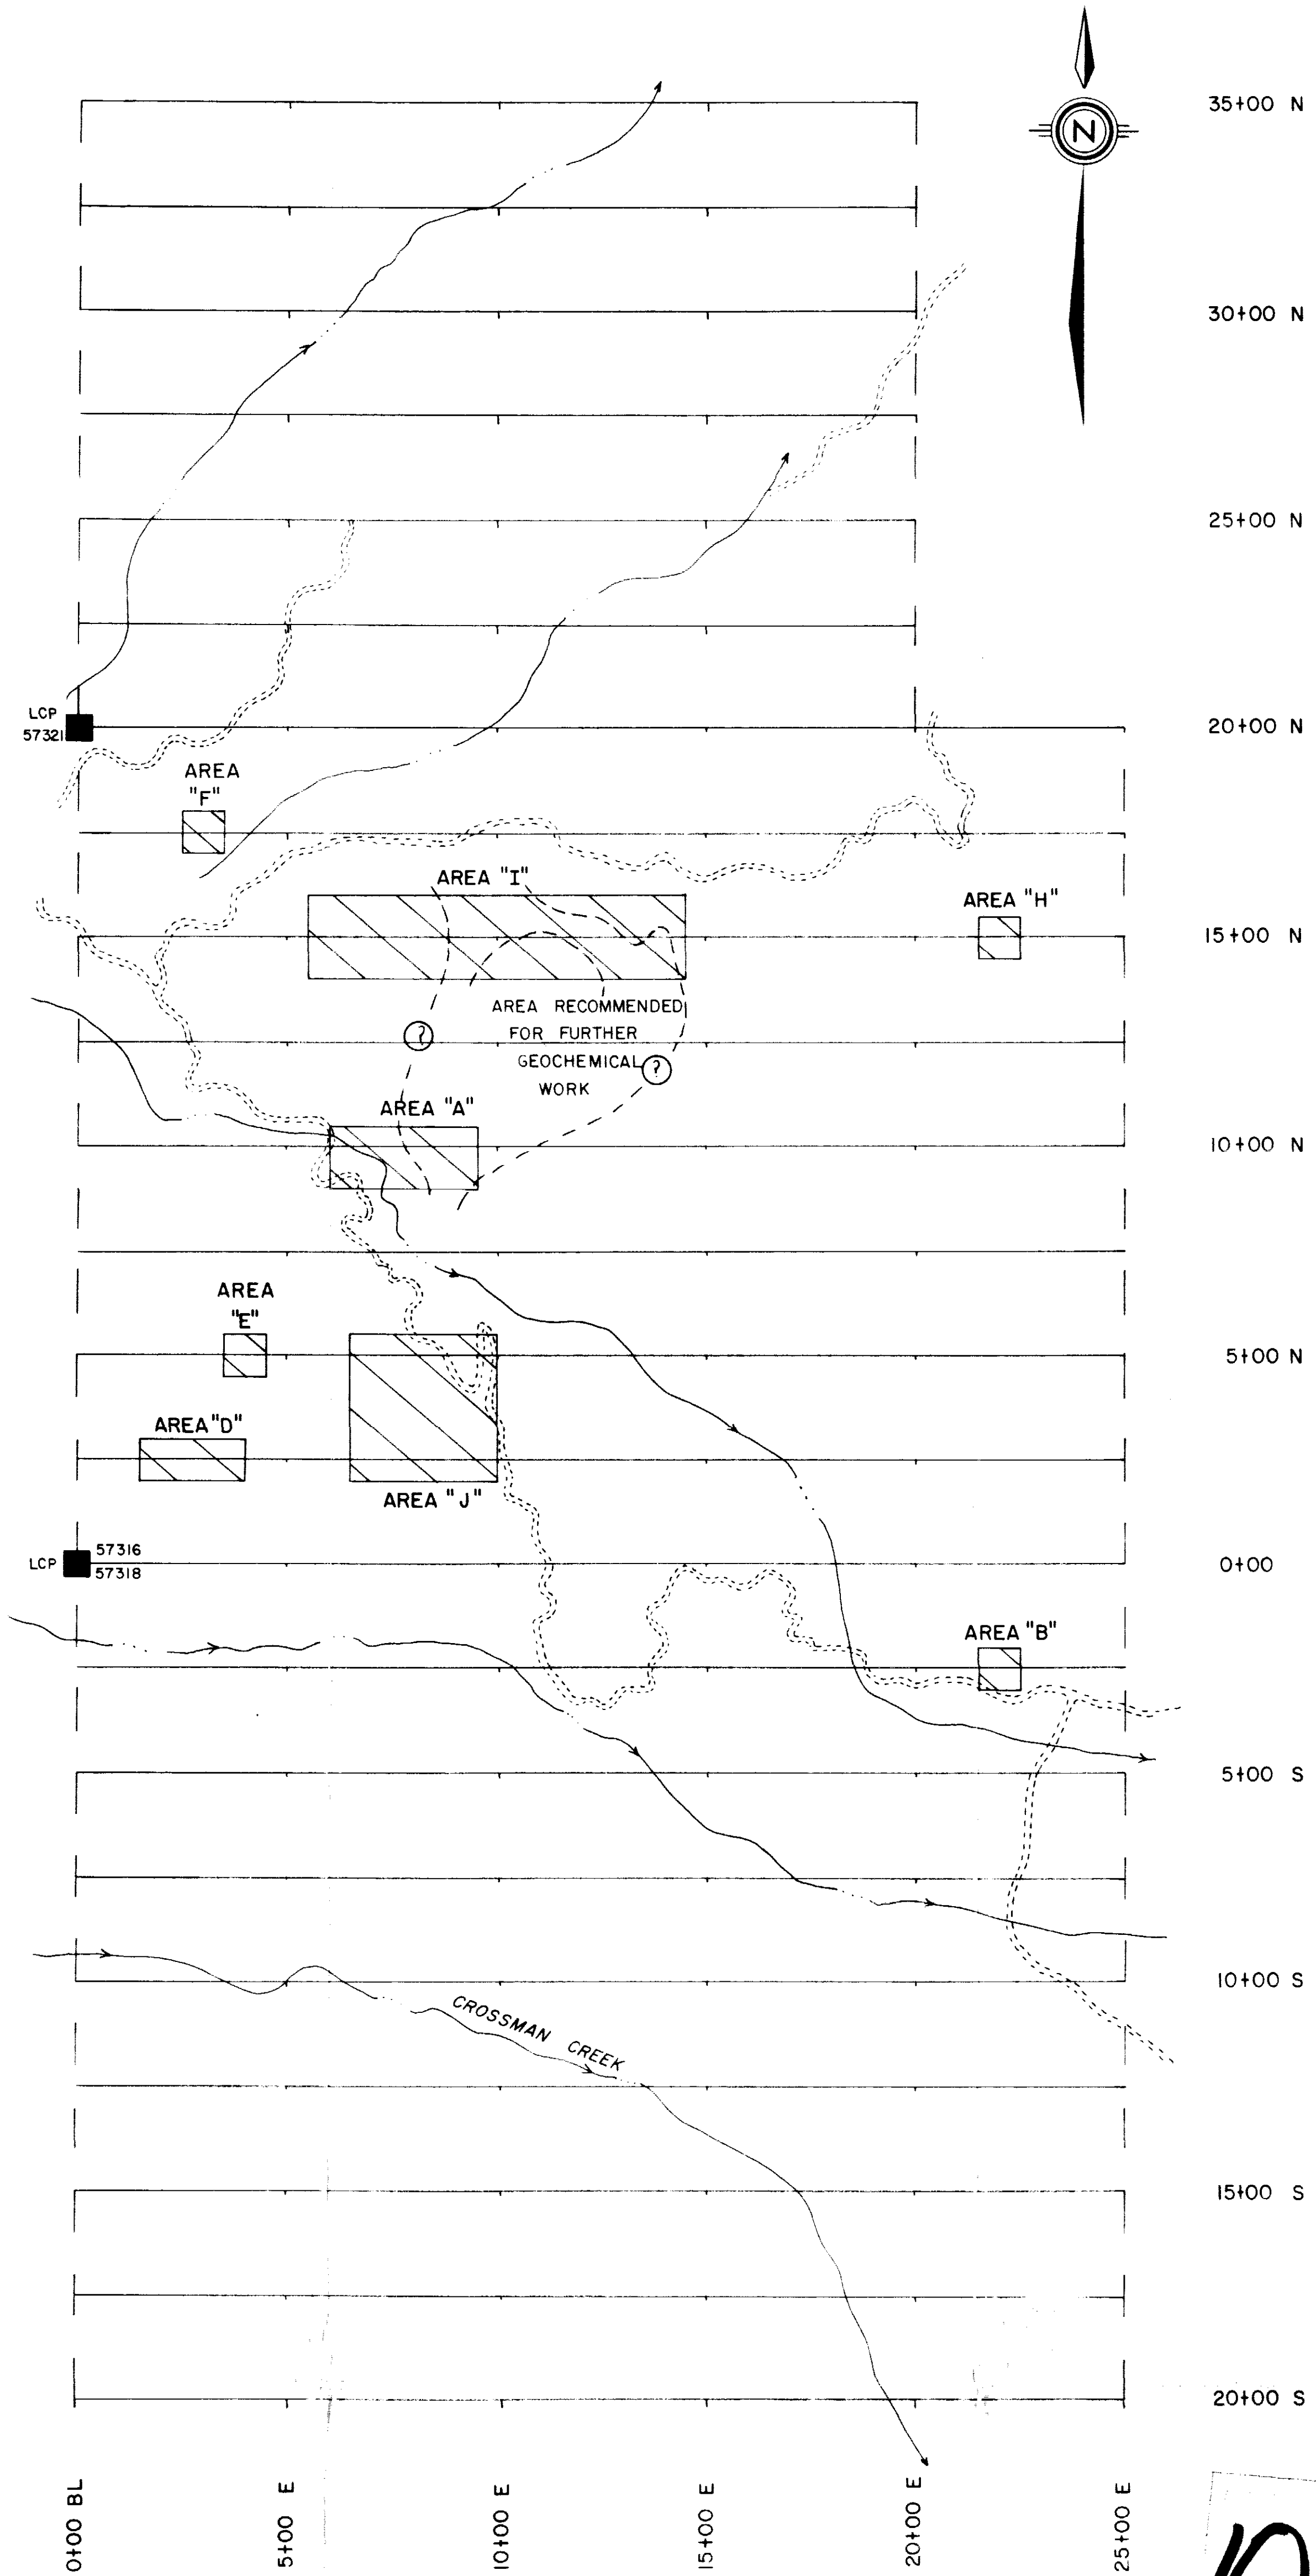 35+00 N
N
30+00 N
25+00 N
LCP
57321
20+00 N
AREA
"F"
AREA "I"
AREA "H"
15+00 N
AREA RECOMMENDED
FOR FURTHER
GEOCHEMICAL
WORK
?
?
AREA "A"
10+00 N
AREA
"E"
5+00 N
AREA "D"
AREA "J"
LCP
57316
57318
0+00
AREA "B"
5+00 S
10+00 S
CROSSMAN CREEK
15+00 S
20+00 S
0+00 BL
5+00 E
10+00 E
15+00 E
20+00 E
25+00 E